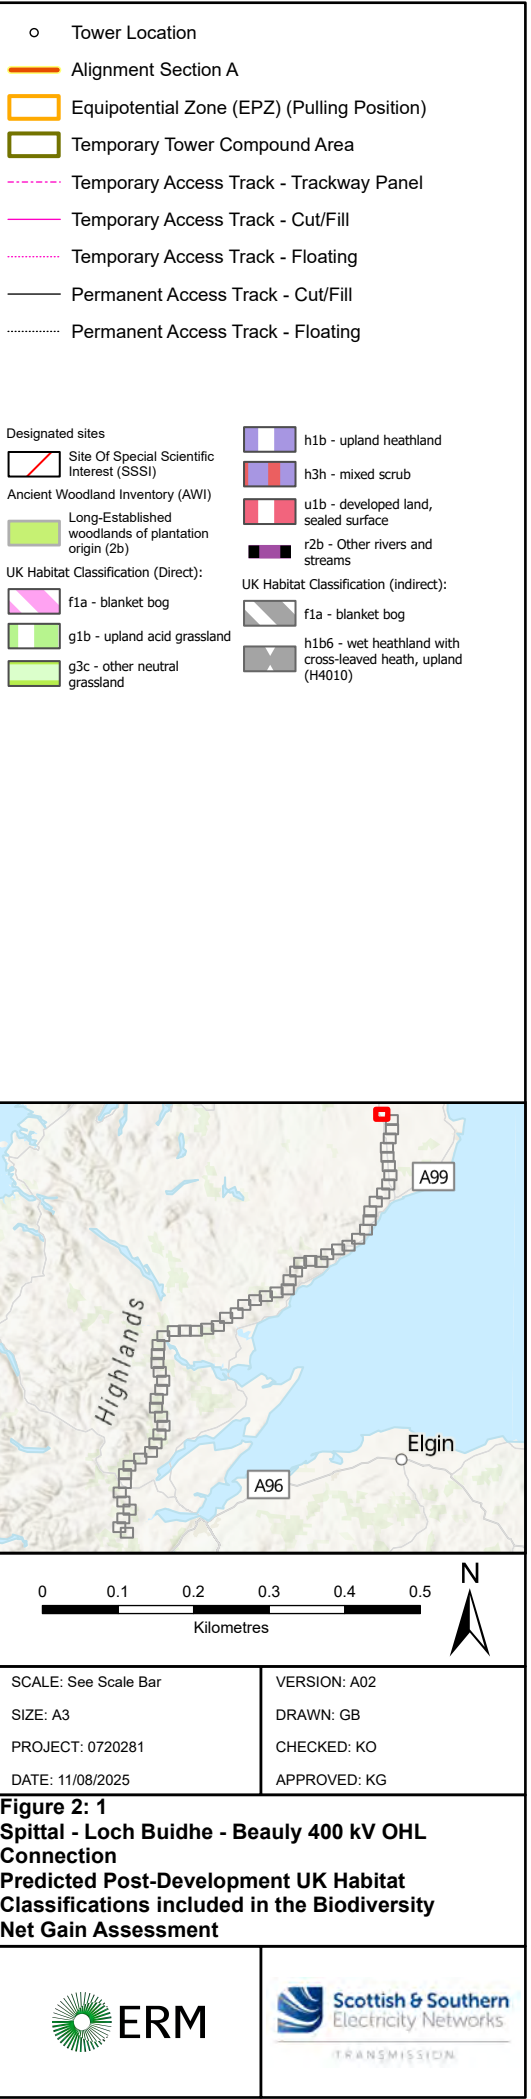 Tower Location
Alignment Section A
Equipotential Zone (EPZ) (Pulling Position)
Temporary Tower Compound Area
Temporary Access Track - Trackway Panel
Temporary Access Track - Cut/Fill
Temporary Access Track - Floating
Permanent Access Track - Cut/Fill
Permanent Access Track - Floating
Designated sites
Site Of Special Scientific
Interest (SSSI)
Ancient Woodland Inventory (AWI)
Long-Established
woodlands of plantation
origin (2b)
UK Habitat Classification (Direct):
f1a - blanket bog
g1b - upland acid grassland
g3c - other neutral
grassland
h1b - upland heathland
h3h - mixed scrub
u1b - developed land,
sealed surface
r2b - Other rivers and
streams
UK Habitat Classification (indirect):
f1a - blanket bog
h1b6 - wet heathland with
cross-leaved heath, upland
(H4010)
A99
Highlands
Elgin
A96
0 0.1 0.2 0.3 0.4 0.5
Kilometres
N
SCALE: See Scale Bar
SIZE: A3
PROJECT: 0720281
DATE: 11/08/2025
VERSION: A02
DRAWN: GB
CHECKED: KO
APPROVED: KG
Figure 2: 1
Spittal - Loch Buidhe - Beauly 400 kV OHL
Connection
Predicted Post-Development UK Habitat
Classifications included in the Biodiversity
Net Gain Assessment
ERM
Scottish & Southern
Electricity Networks
TRANSMISSION